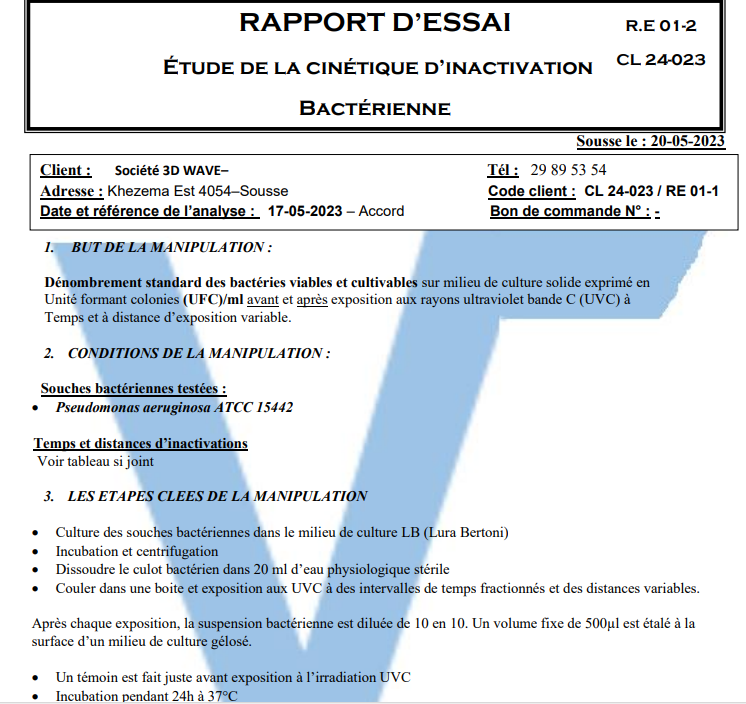 RAPPORT D'ESSAI
R.E 01-2
ÉTUDE DE LA CINÉTIQUE D'INACTIVATION
CL 24-023
BACTÉRIENNE
Sousse le : 20-05-2023
Client : Société 3D WAVE–
Tél : 29 89 53 54
Adresse : Khezema Est 4054–Sousse
Code client : CL 24-023 / RE 01-1
Date et référence de l'analyse : 17-05-2023 – Accord
Bon de commande N° : -
1. BUT DE LA MANIPULATION :
Dénombrement standard des bactéries viables et cultivables sur milieu de culture solide exprimé en
Unité formant colonies (UFC)/ml avant et après exposition aux rayons ultraviolet bande C (UVC) à
Temps et à distance d'exposition variable.
2. CONDITIONS DE LA MANIPULATION :
Souches bactériennes testées :
• Pseudomonas aeruginosa ATCC 15442
Temps et distances d'inactivations
Voir tableau si joint
3. LES ETAPES CLEES DE LA MANIPULATION
• Culture des souches bactériennes dans le milieu de culture LB (Lura Bertoni)
• Incubation et centrifugation
• Dissoudre le culot bactérien dans 20 ml d'eau physiologique stérile
• Couler dans une boite et exposition aux UVC à des intervalles de temps fractionnés et des distances variables.
Après chaque exposition, la suspension bactérienne est diluée de 10 en 10. Un volume fixe de 500µl est étalé à la
surface d'un milieu de culture gélosé.
• Un témoin est fait juste avant exposition à l'irradiation UVC
• Incubation pendant 24h à 37°C